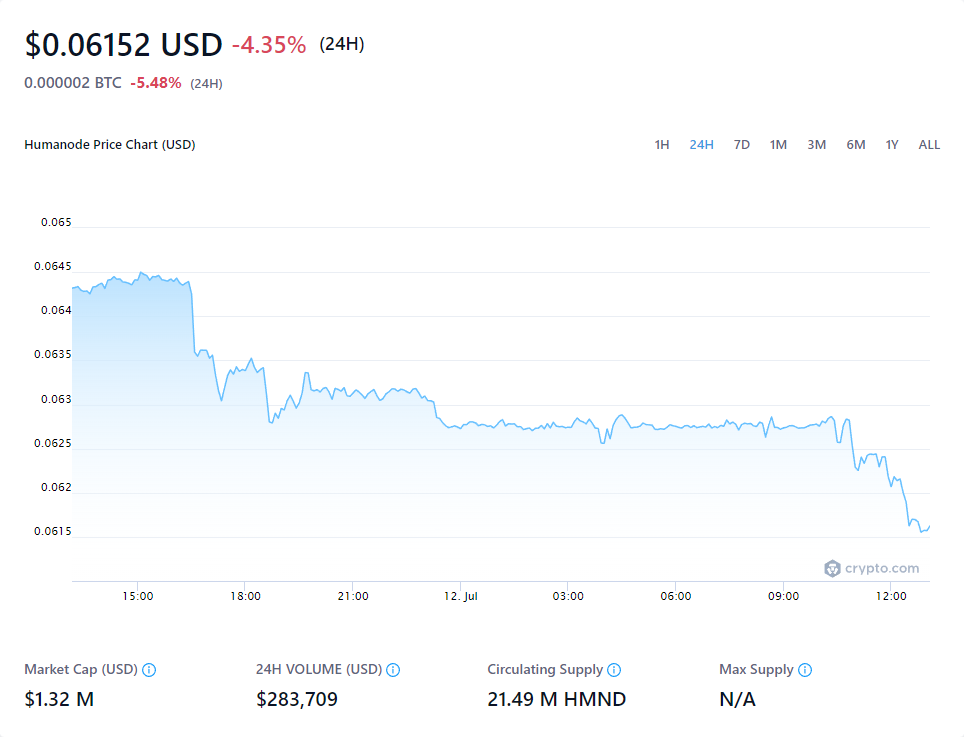 $0.06152 USD -4.35% (24H)
0.000002 BTC -5.48% (24H)
Humanode Price Chart (USD) 1H 24H 7D 1M 3M 6M 1Y ALL
0.065
0.0645
0.064
0.0635
0.063
0.0625
0.062
0.0615
crypto.com
15:00 18:00 21:00 12. Jul 03:00 06:00 09:00 12:00
Market Cap (USD) 24H VOLUME (USD) Circulating Supply Max Supply
$1.32 M $283,709 21.49 M HMND N/A